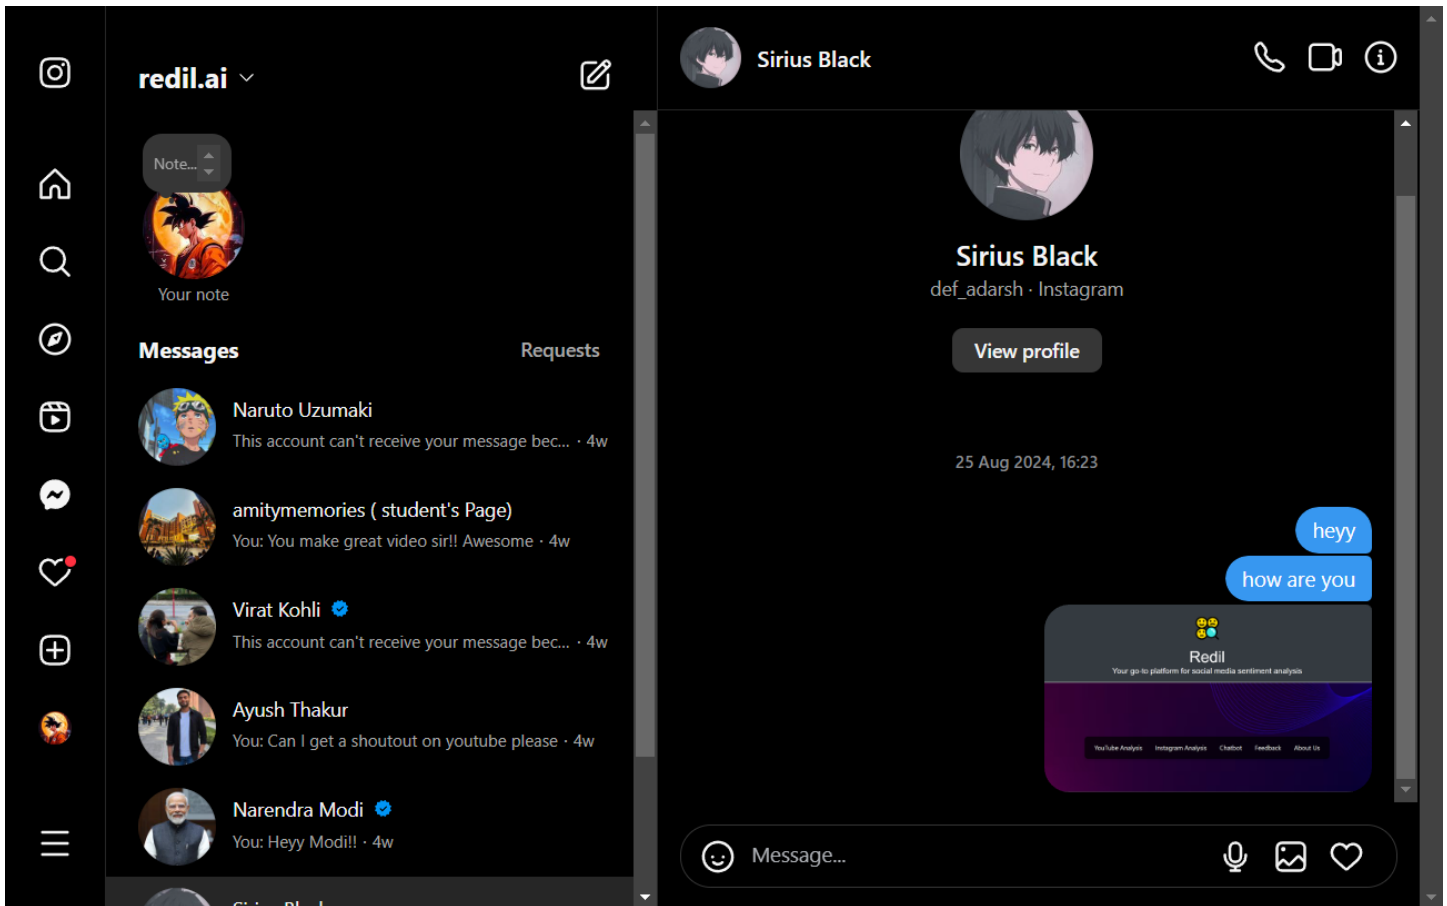 redil.ai
Note...
Your note
Messages
Requests
Naruto Uzumaki
This account can't receive your message bec... · 4w
amitymemories ( student's Page)
You: You make great video sir!! Awesome · 4w
Virat Kohli
This account can't receive your message bec... · 4w
Ayush Thakur
You: Can I get a shoutout on youtube please · 4w
Narendra Modi
You: Heyy Modi!! · 4w
Sirius Black
Sirius Black
Sirius Black
def_adarsh · Instagram
View profile
25 Aug 2024, 16:23
heyy
how are you
Redil
Your go-to platform for social media sentiment analysis
YouTube Analysis Instagram Analysis Chatbot Feedback About Us
Message...